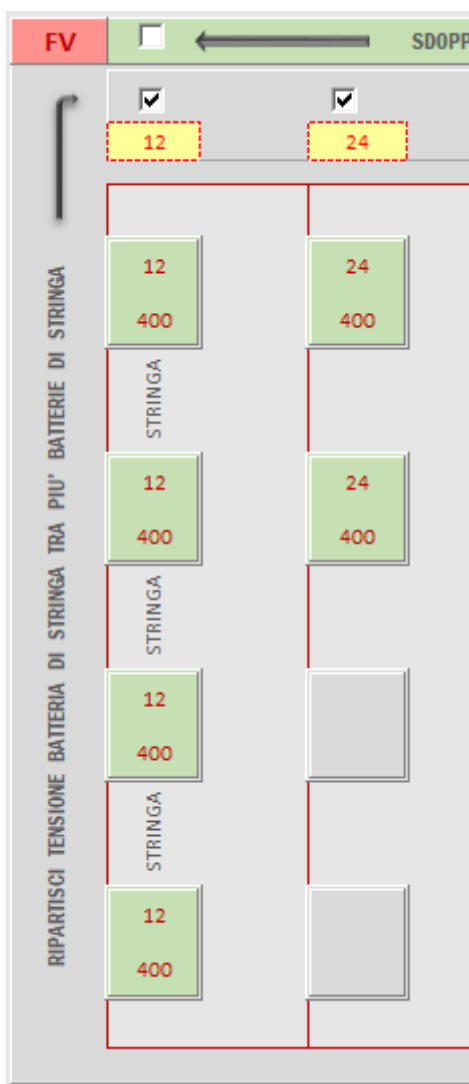 FV
SDOPP
12
24
RIPARTISCI TENSIONE BATTERIA DI STRINGA TRA PIU' BATTERIE DI STRINGA
12
400
24
400
STRINGA
12
400
24
400
STRINGA
12
400
STRINGA
12
400